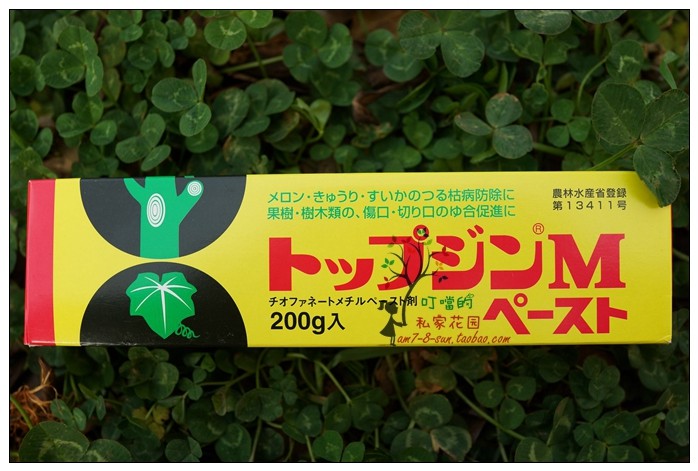 メロン・きゅうり・すいかのつる枯病防除に
果樹・樹木類の、傷口・切り口のゆ合促進に
農林水産省登録
第13411号
トップジンM®
ペースト
チオファネートメチルペースト剤
200g入
叮噹的
私家花园
am7-8-sun.taobao.com